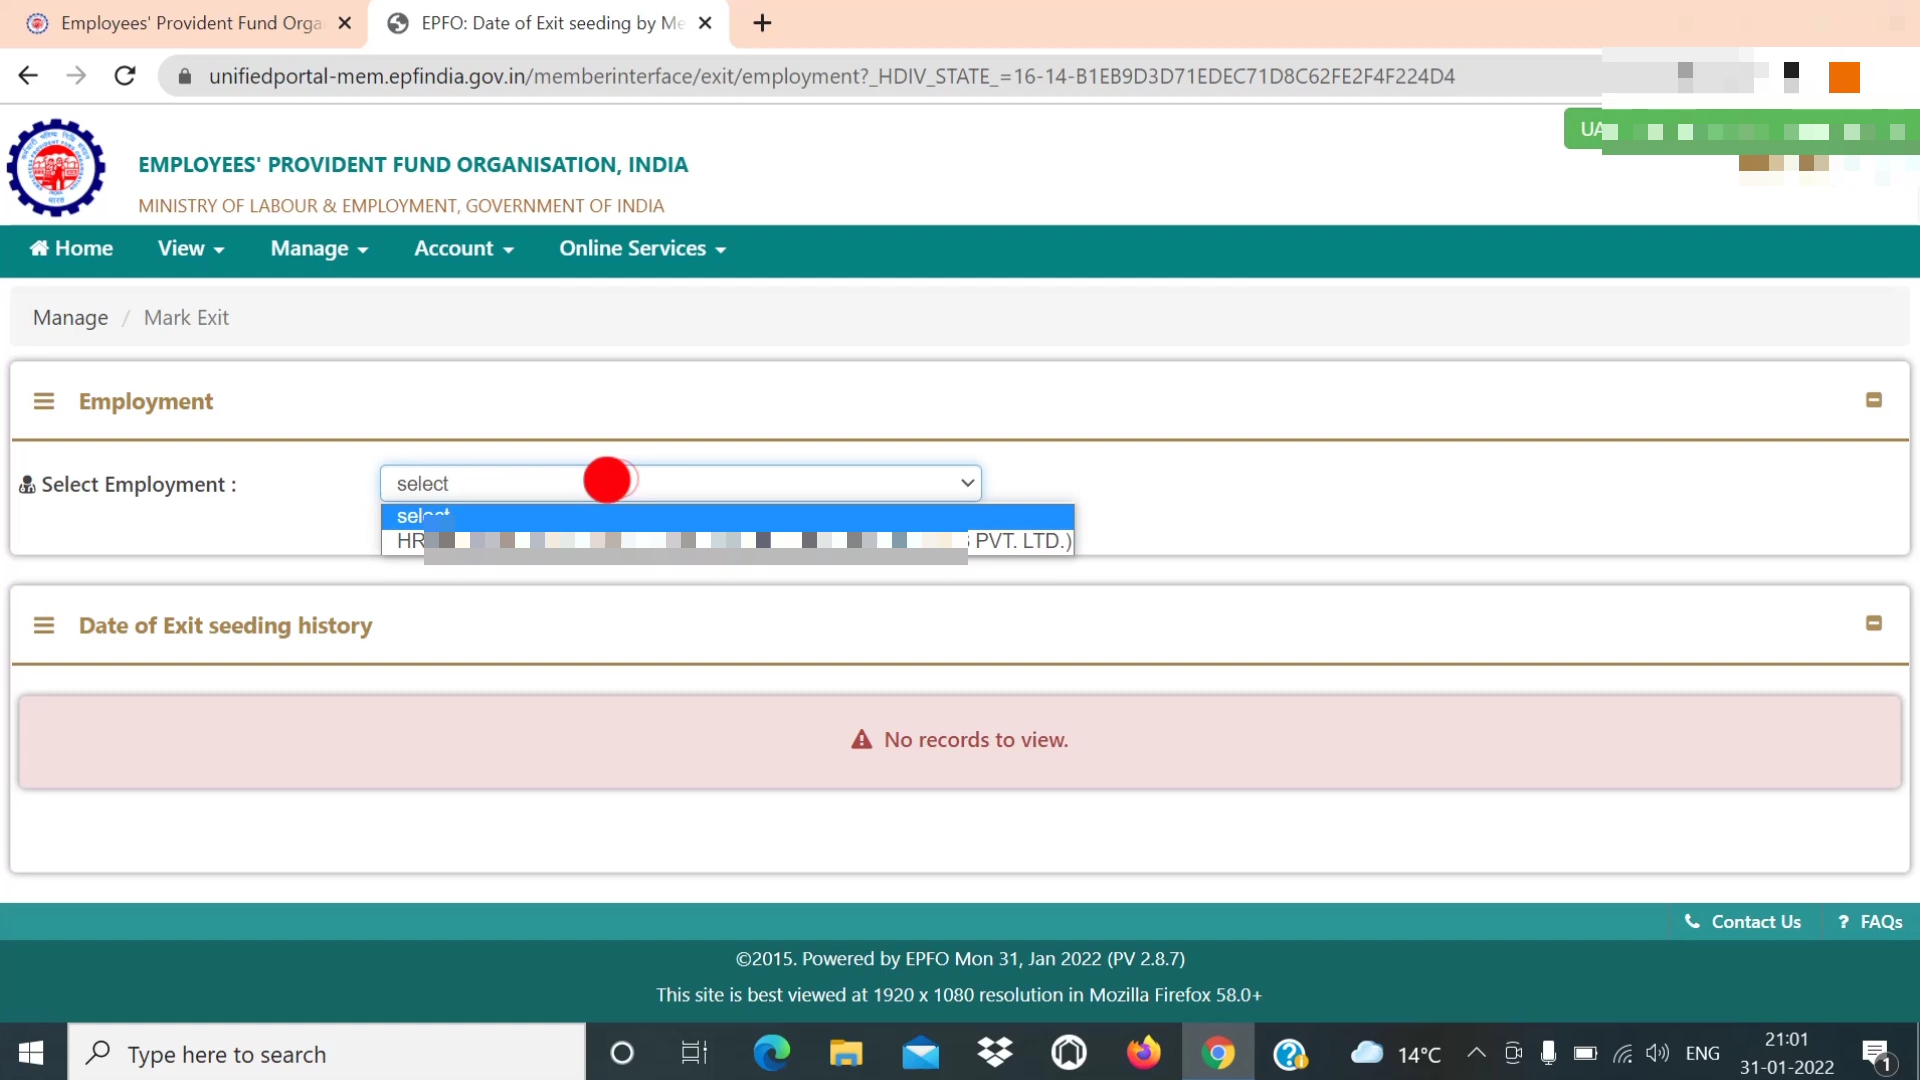 Employees' Provident Fund Orga
EPFO: Date of Exit seeding by Me
unifiedportal-mem.epfindia.gov.in/memberinterface/exit/employment?_HDIV_STATE_=16-14-B1EB9D3D71EDEC71D8C62FE2F4F224D4
UA
EMPLOYEES' PROVIDENT FUND ORGANISATION, INDIA
MINISTRY OF LABOUR & EMPLOYMENT, GOVERNMENT OF INDIA
Home View Manage Account Online Services
Manage / Mark Exit
Employment
Select Employment : select
select
HR PVT. LTD.)
Date of Exit seeding history
No records to view.
Contact Us ? FAQs
©2015. Powered by EPFO Mon 31, Jan 2022 (PV 2.8.7)
This site is best viewed at 1920 x 1080 resolution in Mozilla Firefox 58.0+
Type here to search
14°C
ENG
21:01
31-01-2022
1